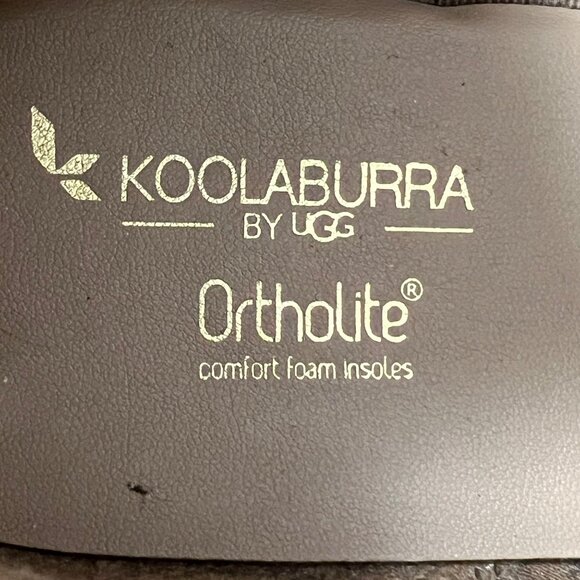 KOOLABURRA
BY UGG
Ortholite®
comfort foam insoles